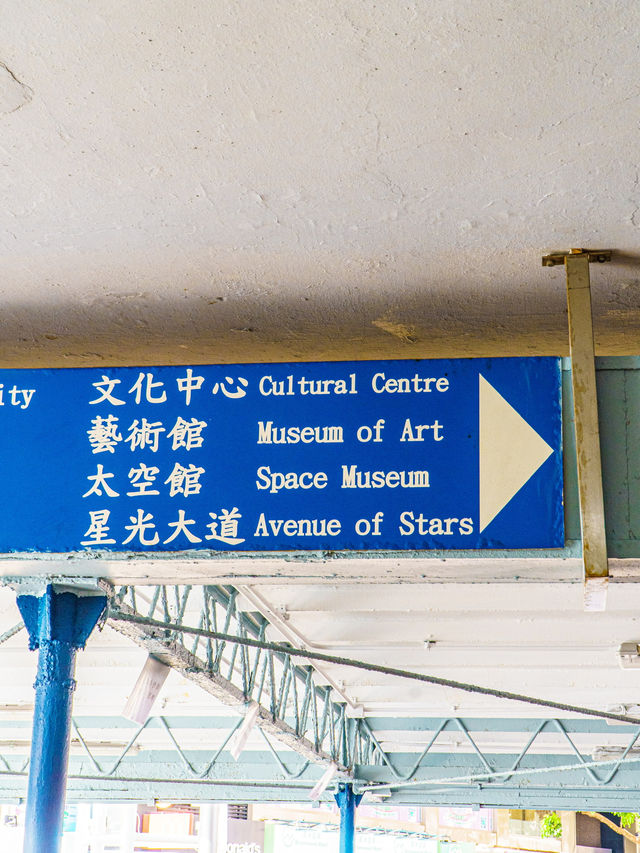 ity
文化中心 Cultural Centre
藝術館 Museum of Art
太空館 Space Museum
星光大道 Avenue of Stars
onald's